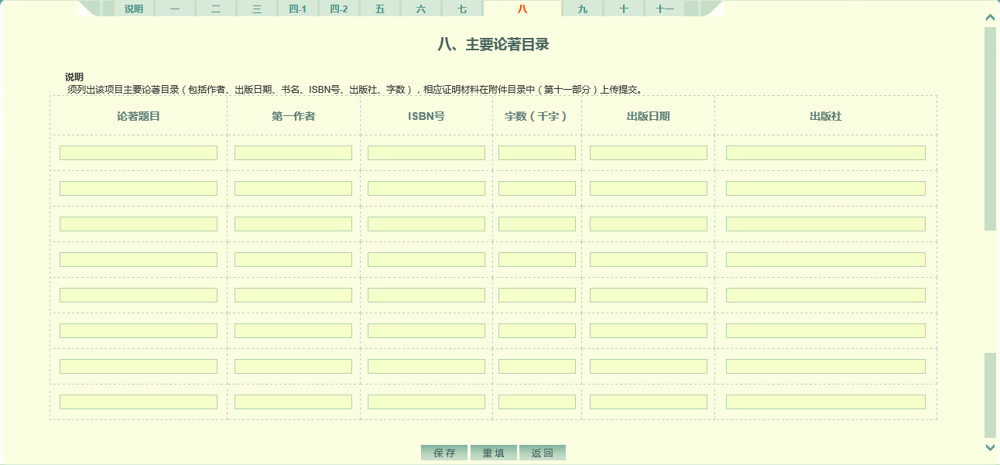 说明 一 二 三 四-1 四-2 五 六 七 八 九 十 十一
八、主要论著目录
说明
须列出该项目主要论著目录（包括作者、出版日期、书名、ISBN号、出版社、字数），相应证明材料在附件目录中（第十一部分）上传提交。
论著题目 第一作者 ISBN号 字数（千字） 出版日期 出版社
保 存 重 填 返 回